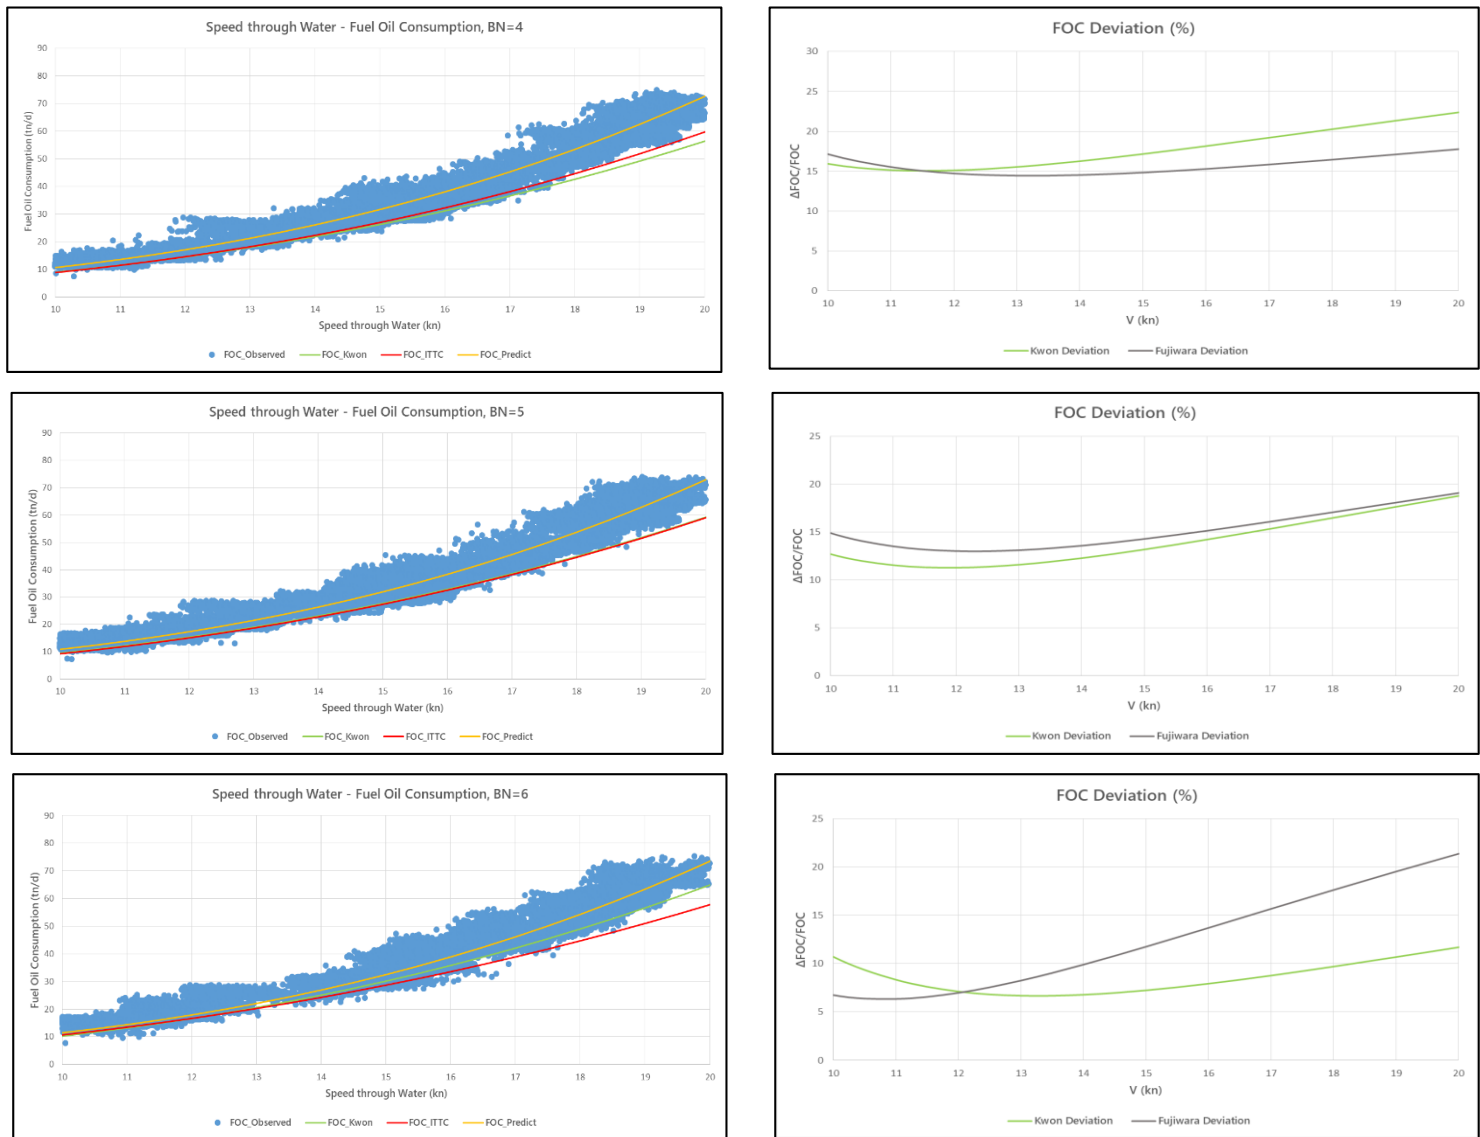 Speed through Water - Fuel Oil Consumption, BN=4
Fuel Oil Consumption (tn/d)
90
80
70
60
50
40
30
20
10
0
10 11 12 13 14 15 16 17 18 19 20
Speed through Water (kn)
FOC_Observed FOC_Kwon FOC_ITTC FOC_Predict
FOC Deviation (%)
ΔFOC/FOC
30
25
20
15
10
5
0
10 11 12 13 14 15 16 17 18 19 20
V (kn)
Kwon Deviation Fujiwara Deviation
Speed through Water - Fuel Oil Consumption, BN=5
Fuel Oil Consumption (tn/d)
90
80
70
60
50
40
30
20
10
0
10 11 12 13 14 15 16 17 18 19 20
Speed through Water (kn)
FOC_Observed FOC_Kwon FOC_ITTC FOC_Predict
FOC Deviation (%)
ΔFOC/FOC
25
20
15
10
5
0
10 11 12 13 14 15 16 17 18 19 20
V (kn)
Kwon Deviation Fujiwara Deviation
Speed through Water - Fuel Oil Consumption, BN=6
Fuel Oil Consumption (tn/d)
90
80
70
60
50
40
30
20
10
0
10 11 12 13 14 15 16 17 18 19 20
Speed through Water (kn)
FOC_Observed FOC_Kwon FOC_ITTC FOC_Predict
FOC Deviation (%)
ΔFOC/FOC
25
20
15
10
5
0
10 11 12 13 14 15 16 17 18 19 20
V (kn)
Kwon Deviation Fujiwara Deviation